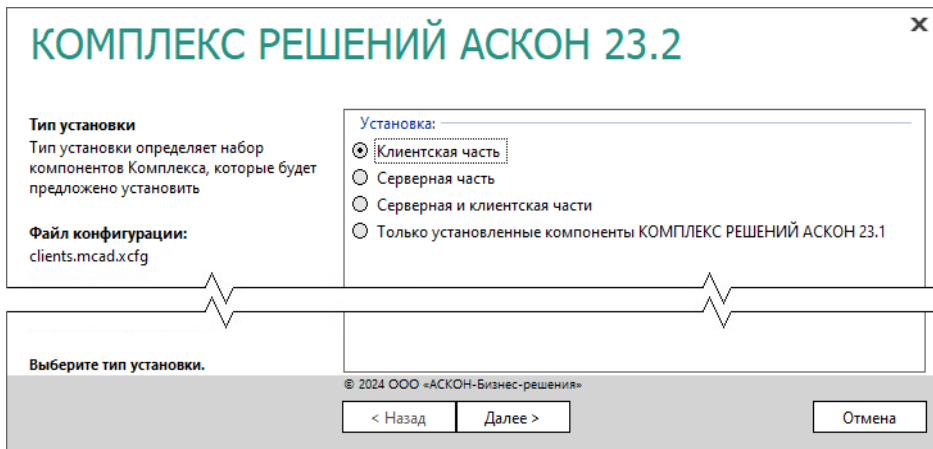 КОМПЛЕКС РЕШЕНИЙ АСКОН 23.2
x
Тип установки
Тип установки определяет набор
компонентов Комплекса, которые будет
предложено установить
Файл конфигурации:
clients.mcad.xcfg
Установка:
Клиентская часть
Серверная часть
Серверная и клиентская части
Только установленные компоненты КОМПЛЕКС РЕШЕНИЙ АСКОН 23.1
Выберите тип установки.
© 2024 ООО «АСКОН-Бизнес-решения»
< Назад
Далее >
Отмена